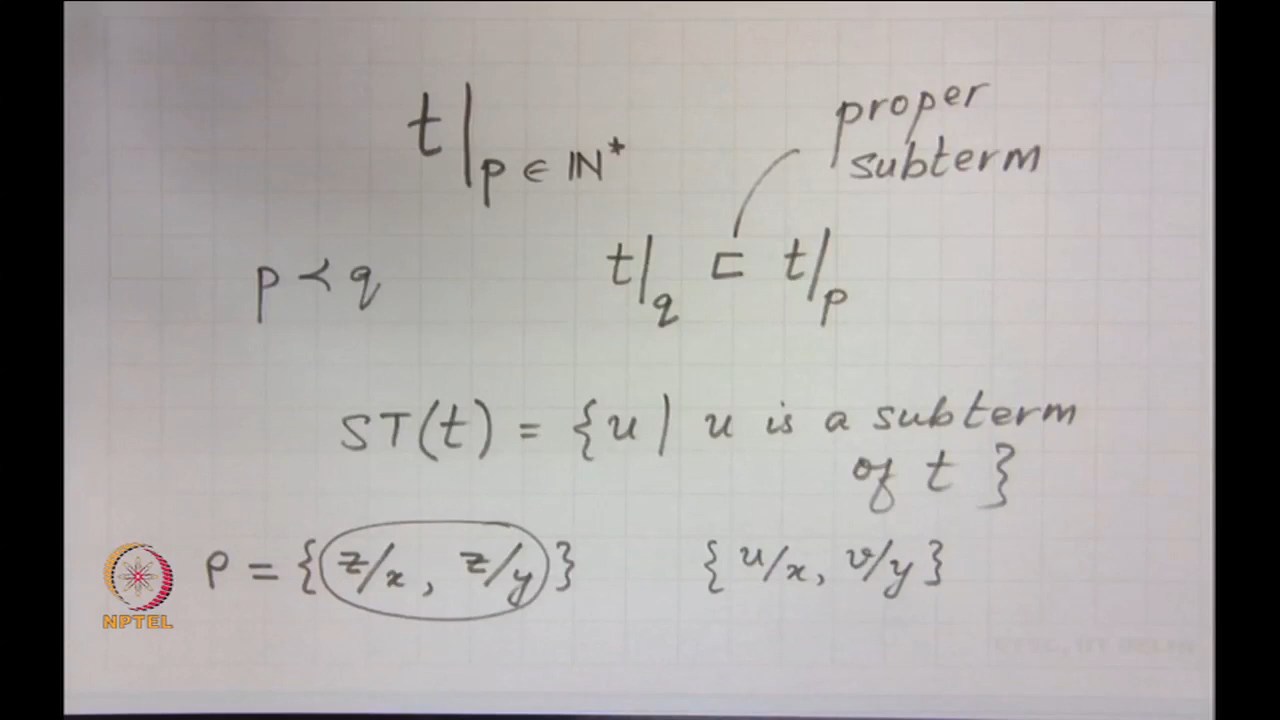 t|p ∈ ℕ*
proper
subterm
p ≺ q
t|q ⊏ t|p
ST(t) = {u | u is a subterm
of t }
ρ = {z/x, z/y}
{u/x, v/y}
NPTEL